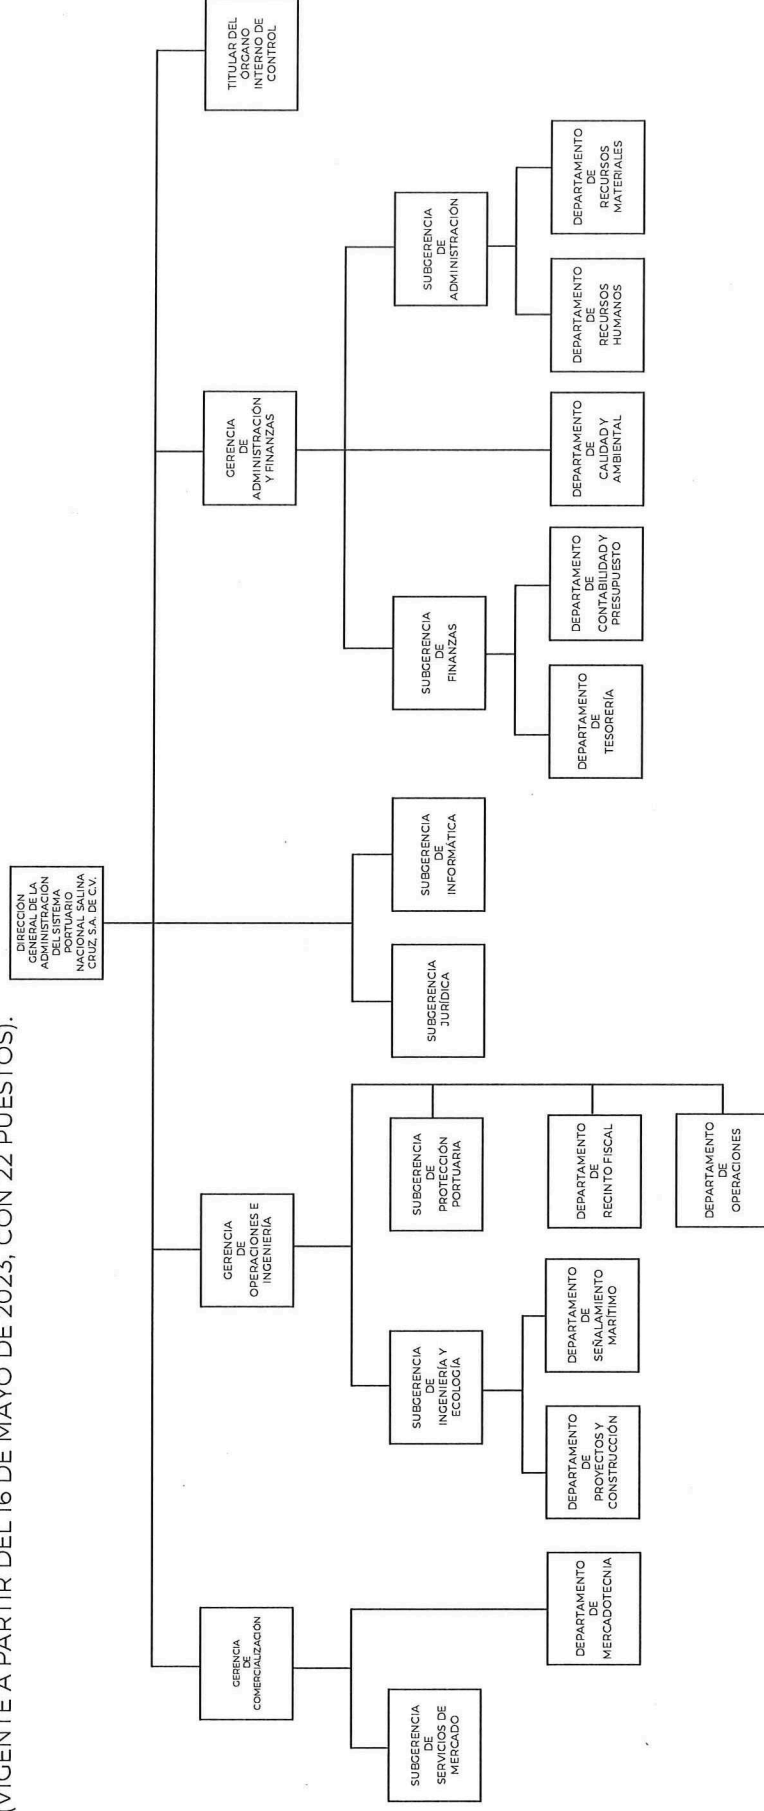 (VIGENTE A PARTIR DEL 16 DE MAYO DE 2023, CON 22 PUESTOS).
DIRECCIÓN
GENERAL DE LA
ADMINISTRACIÓN
DEL SISTEMA
PORTUARIO
NACIONAL SALINA
CRUZ, S.A. DE C.V.
GERENCIA
DE
COMERCIALIZACIÓN
GERENCIA
DE
OPERACIONES E
INGENIERÍA
GERENCIA
DE
ADMINISTRACIÓN
Y FINANZAS
TITULAR DEL
ÓRGANO
INTERNO DE
CONTROL
SUBGERENCIA
DE
SERVICIOS DE
MERCADO
SUBGERENCIA
DE
INGENIERÍA Y
ECOLOGÍA
SUBGERENCIA
DE
PROTECCIÓN
PORTUARIA
SUBGERENCIA
JURÍDICA
SUBGERENCIA
DE
INFORMÁTICA
SUBGERENCIA
DE
FINANZAS
SUBGERENCIA
DE
ADMINISTRACIÓN
DEPARTAMENTO
DE
MERCADOTECNIA
DEPARTAMENTO
DE
PROYECTOS Y
CONSTRUCCIÓN
DEPARTAMENTO
DE
SEÑALAMIENTO
MARÍTIMO
DEPARTAMENTO
DE
RECINTO FISCAL
DEPARTAMENTO
DE
TESORERÍA
DEPARTAMENTO
DE
CONTABILIDAD Y
PRESUPUESTO
DEPARTAMENTO
DE
CALIDAD Y
AMBIENTAL
DEPARTAMENTO
DE
RECURSOS
HUMANOS
DEPARTAMENTO
DE
RECURSOS
MATERIALES
DEPARTAMENTO
DE
OPERACIONES